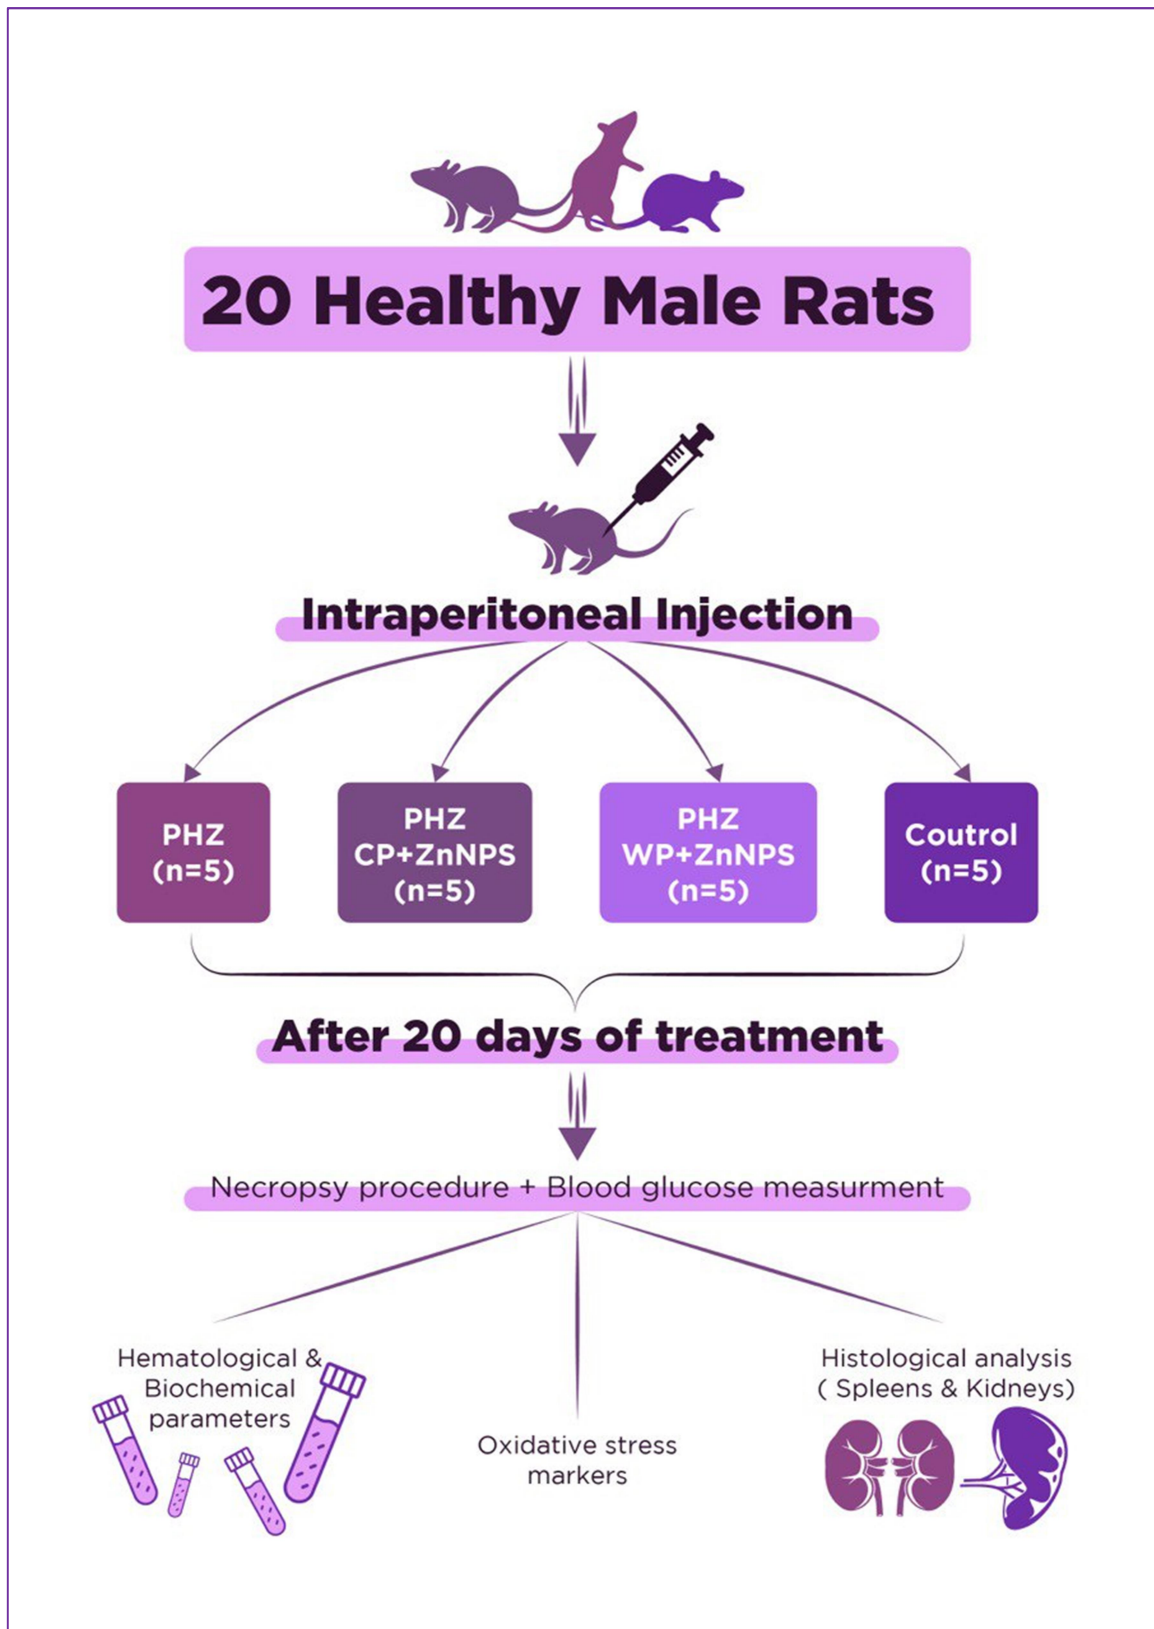 20 Healthy Male Rats
Intraperitoneal Injection
PHZ
(n=5)
PHZ
CP+ZnNPS
(n=5)
PHZ
WP+ZnNPS
(n=5)
Coutrol
(n=5)
After 20 days of treatment
Necropsy procedure + Blood glucose measurment
Hematological &
Biochemical
parameters
Oxidative stress
markers
Histological analysis
( Spleens & Kidneys)